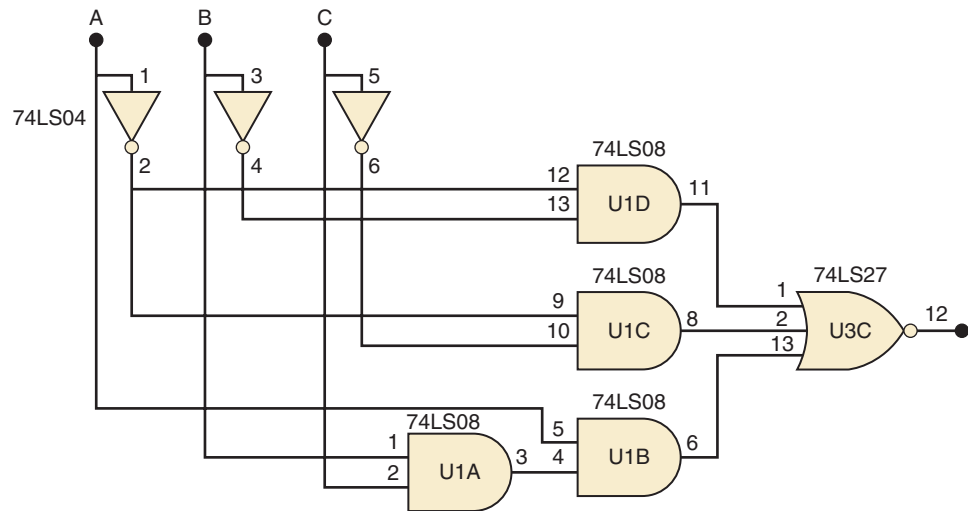 A B C
1 3 5
74LS04
2 4 6
74LS08
12 11
13 U1D
74LS08
74LS27
9 1
10 U1C 8 2 U3C 12
13
74LS08
74LS08
5
1 3 4 U1B 6
2 U1A